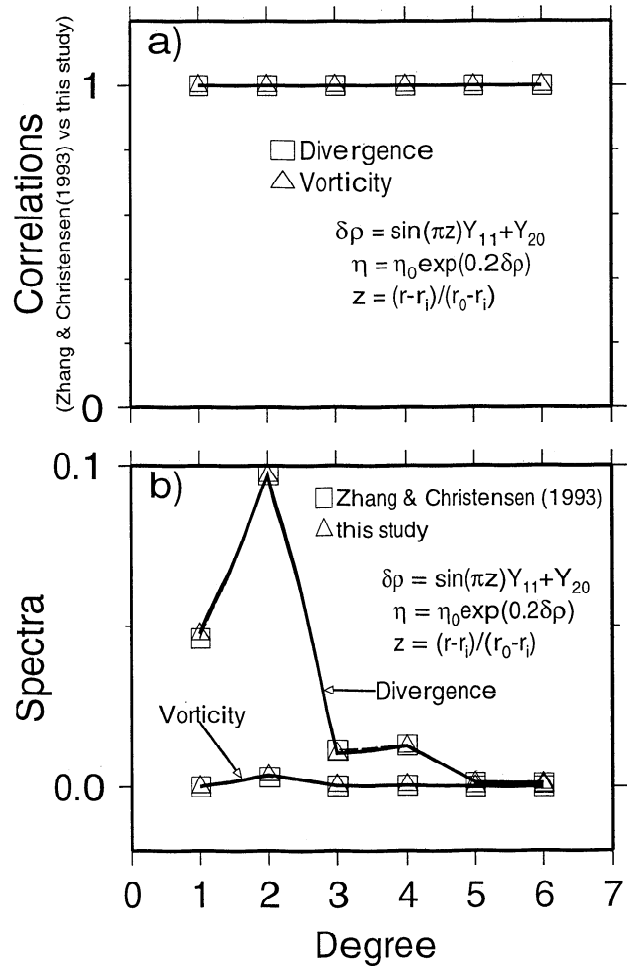 a)
1
Correlations
(Zhang & Christensen(1993) vs this study)
Divergence
Vorticity
δρ = sin(πz)Y₁₁+Y₂₀
η = η₀exp(0.2δρ)
z = (r-rᵢ)/(r₀-rᵢ)
0
0.1
b)
Zhang & Christensen (1993)
this study
δρ = sin(πz)Y₁₁+Y₂₀
η = η₀exp(0.2δρ)
z = (r-rᵢ)/(r₀-rᵢ)
Spectra
Divergence
Vorticity
0.0
0 1 2 3 4 5 6 7
Degree